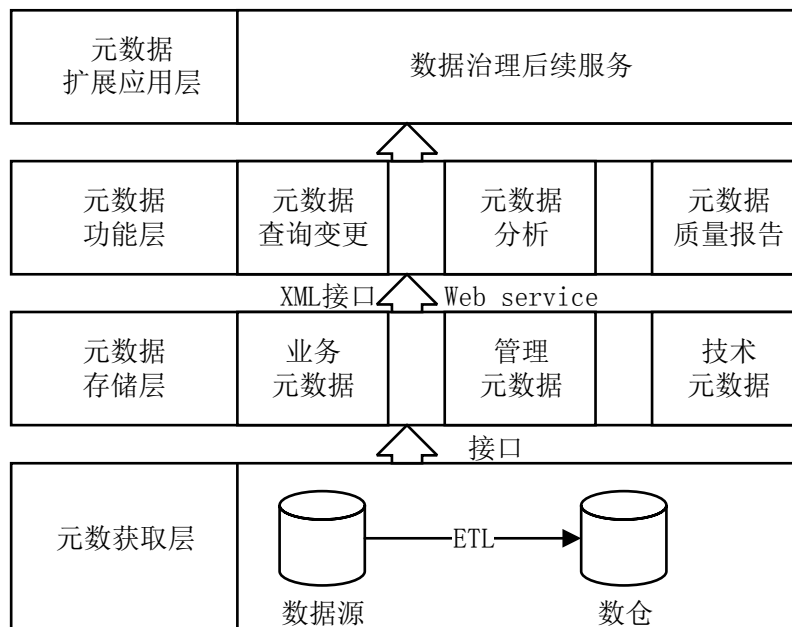 元数据
扩展应用层
数据治理后续服务
元数据
功能层
元数据
查询变更
元数据
分析
元数据
质量报告
XML接口
Web service
元数据
存储层
业务
元数据
管理
元数据
技术
元数据
接口
元数获取层
ETL
数据源
数仓